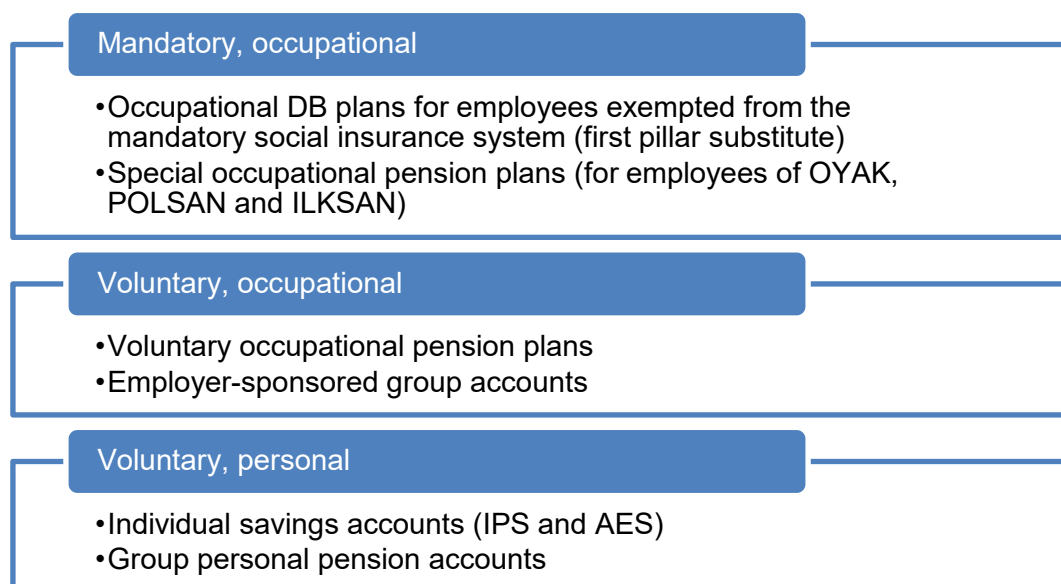 Mandatory, occupational
•Occupational DB plans for employees exempted from the
mandatory social insurance system (first pillar substitute)
•Special occupational pension plans (for employees of OYAK,
POLSAN and ILKSAN)
Voluntary, occupational
•Voluntary occupational pension plans
•Employer-sponsored group accounts
Voluntary, personal
•Individual savings accounts (IPS and AES)
•Group personal pension accounts